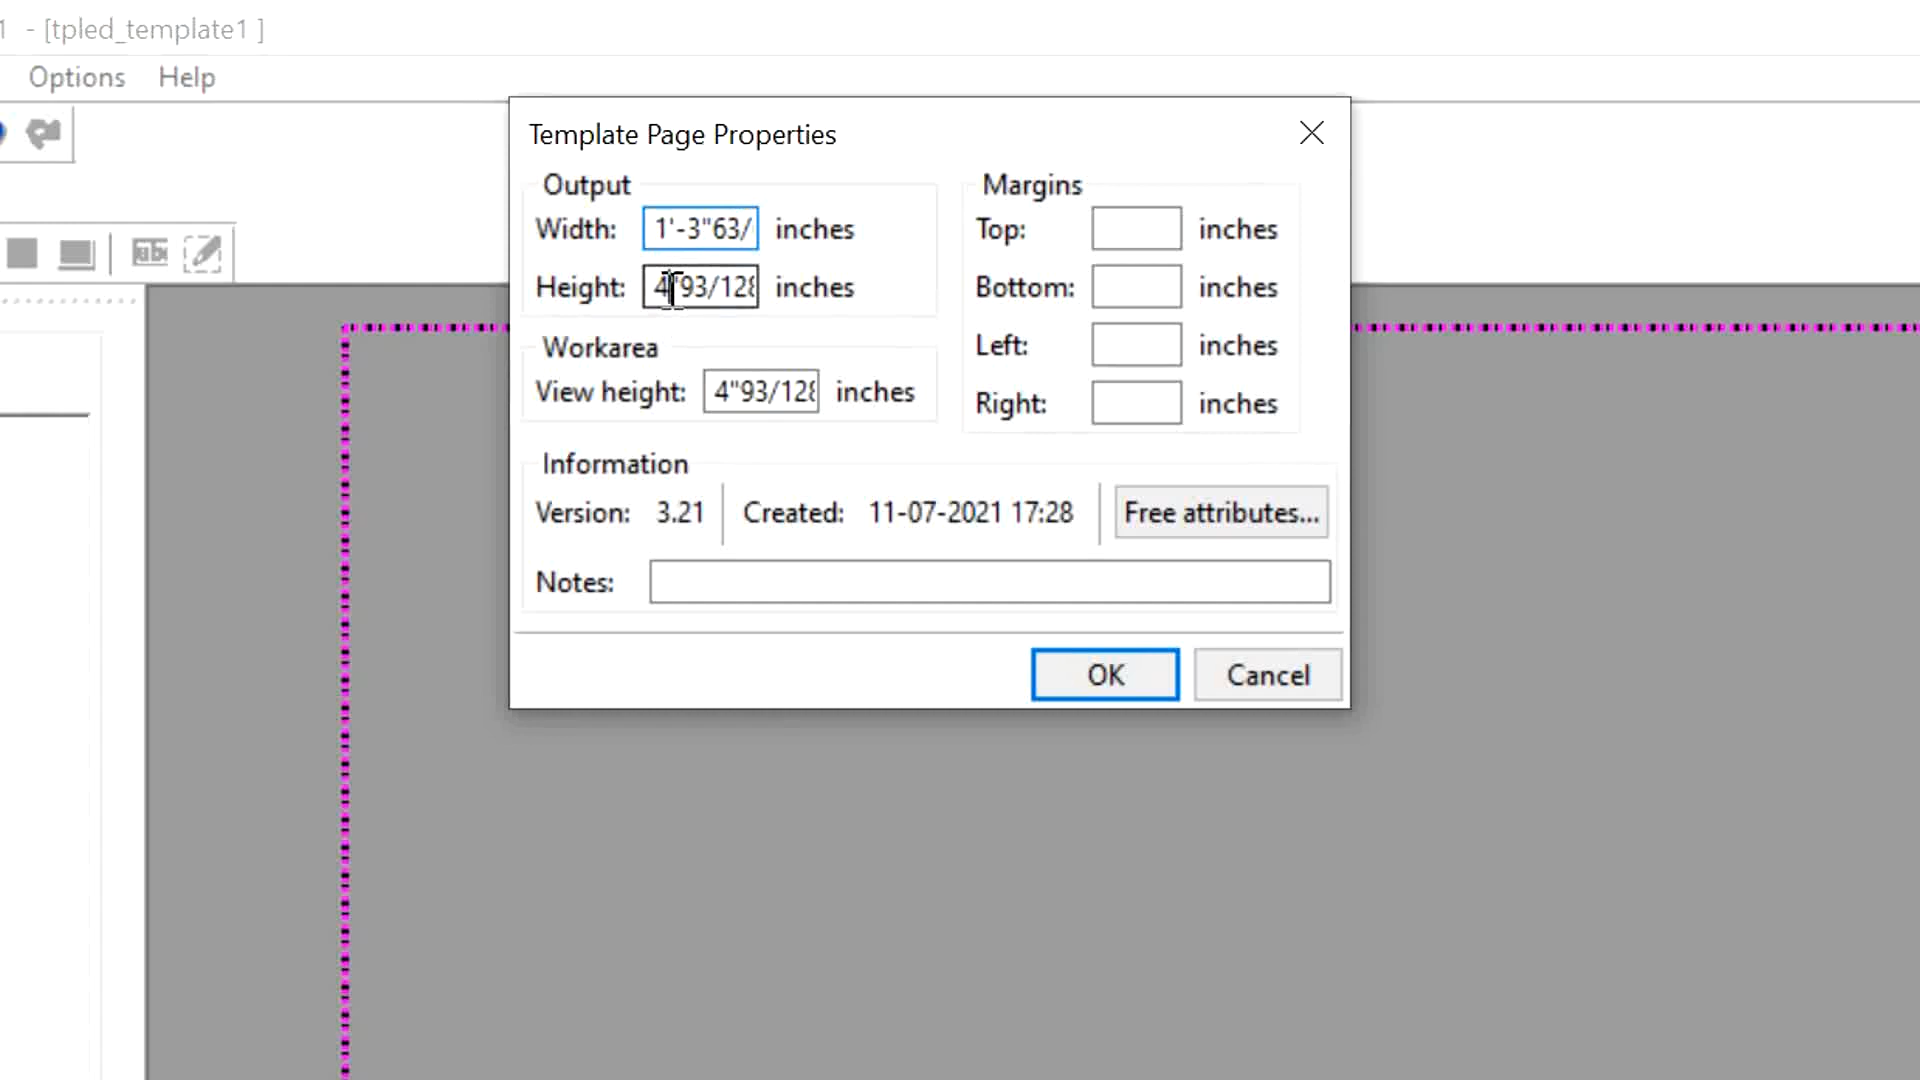 1 - [tpled_template1 ]
Options Help
abc
Template Page Properties
Output
Width: 1'-3"63/ inches
Height: 4"93/128 inches
Workarea
View height: 4"93/128 inches
Margins
Top: inches
Bottom: inches
Left: inches
Right: inches
Information
Version: 3.21 Created: 11-07-2021 17:28 Free attributes...
Notes:
OK Cancel